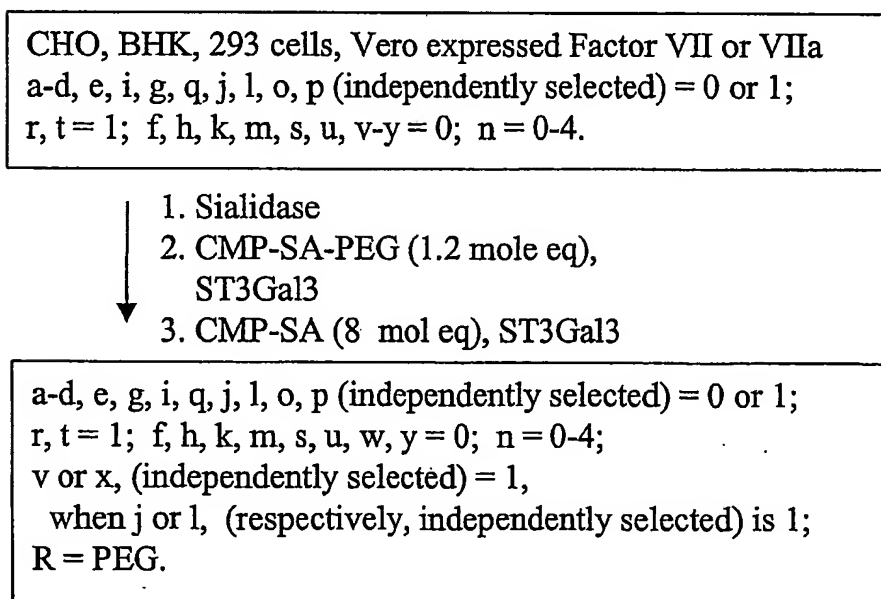 CHO, BHK, 293 cells, Vero expressed Factor VII or VIIa
a-d, e, i, g, q, j, l, o, p (independently selected) = 0 or 1;
r, t = 1; f, h, k, m, s, u, v-y = 0; n = 0-4.
1. Sialidase
2. CMP-SA-PEG (1.2 mole eq),
ST3Gal3
3. CMP-SA (8 mol eq), ST3Gal3
a-d, e, g, i, q, j, l, o, p (independently selected) = 0 or 1;
r, t = 1; f, h, k, m, s, u, w, y = 0; n = 0-4;
v or x, (independently selected) = 1,
when j or l, (respectively, independently selected) is 1;
R = PEG.